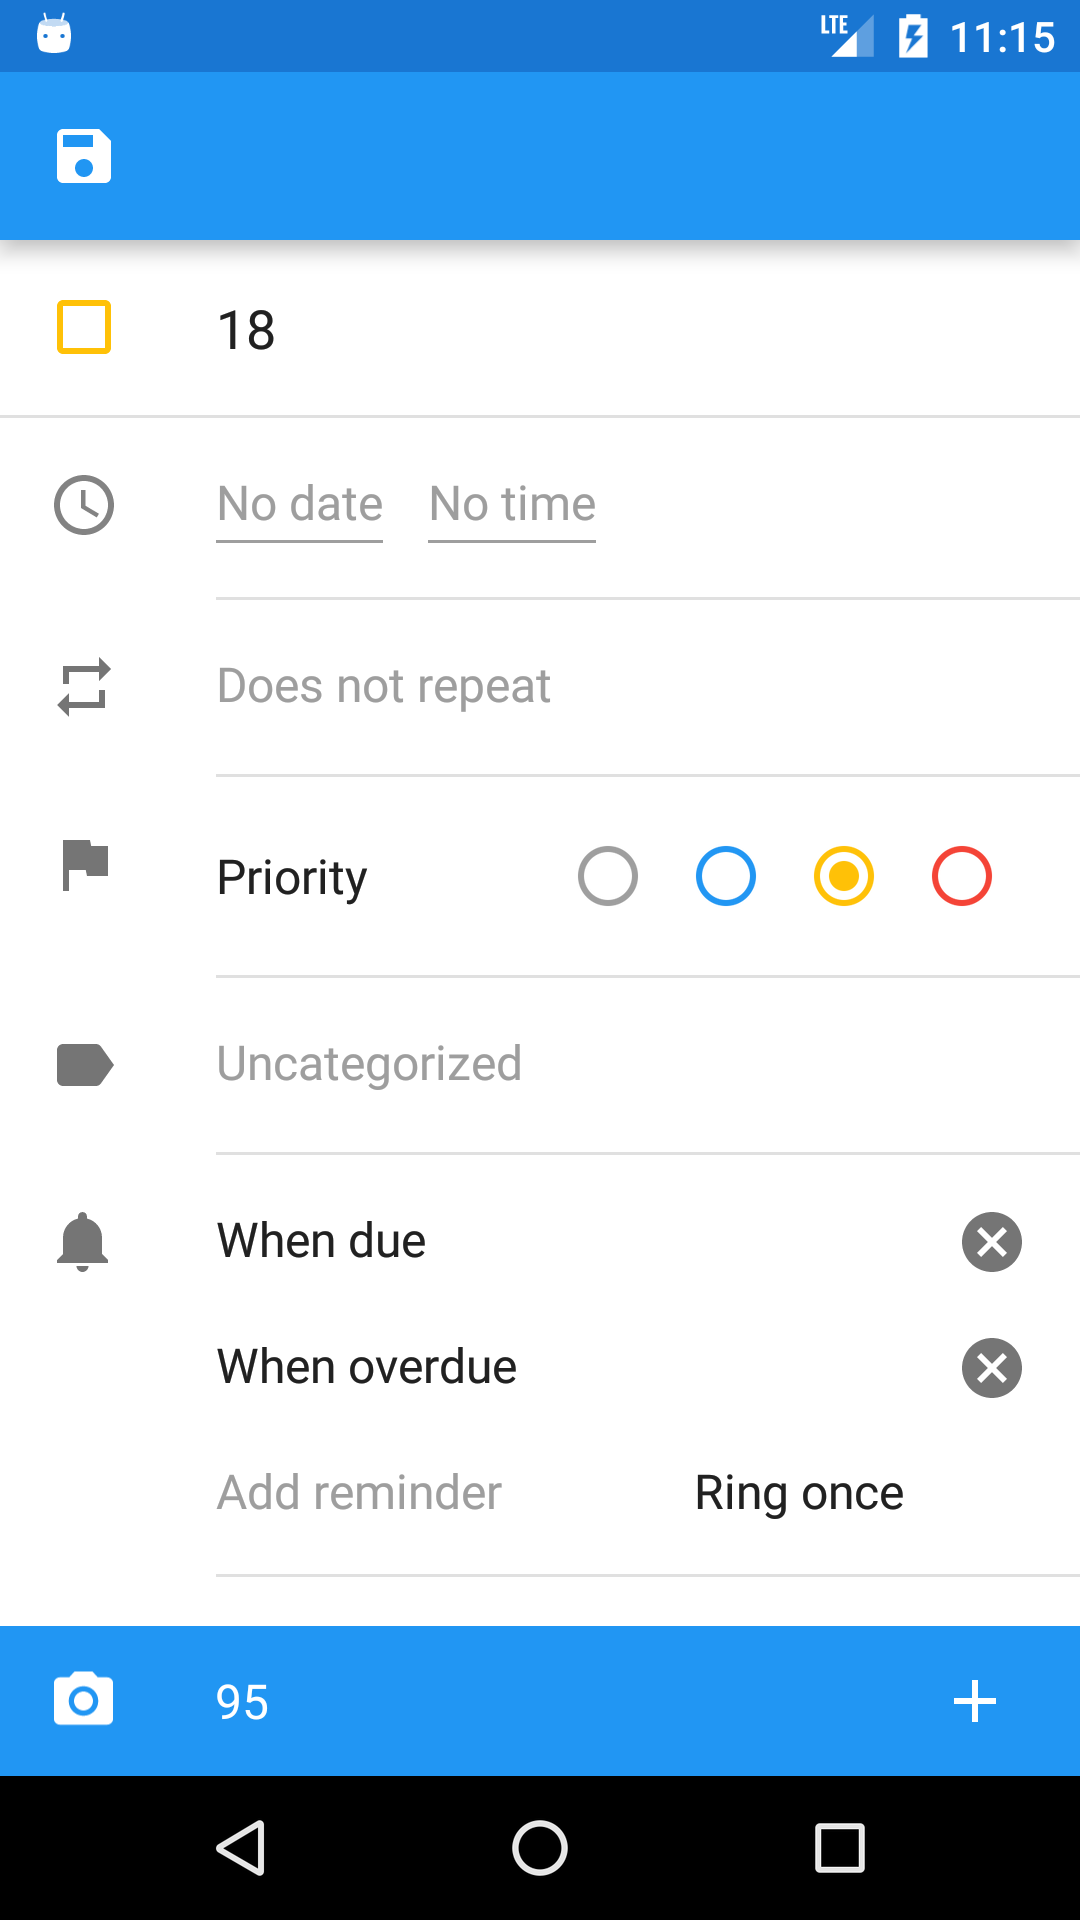 LTE 11:15
18
No date No time
Does not repeat
Priority
Uncategorized
When due
When overdue
Add reminder Ring once
95